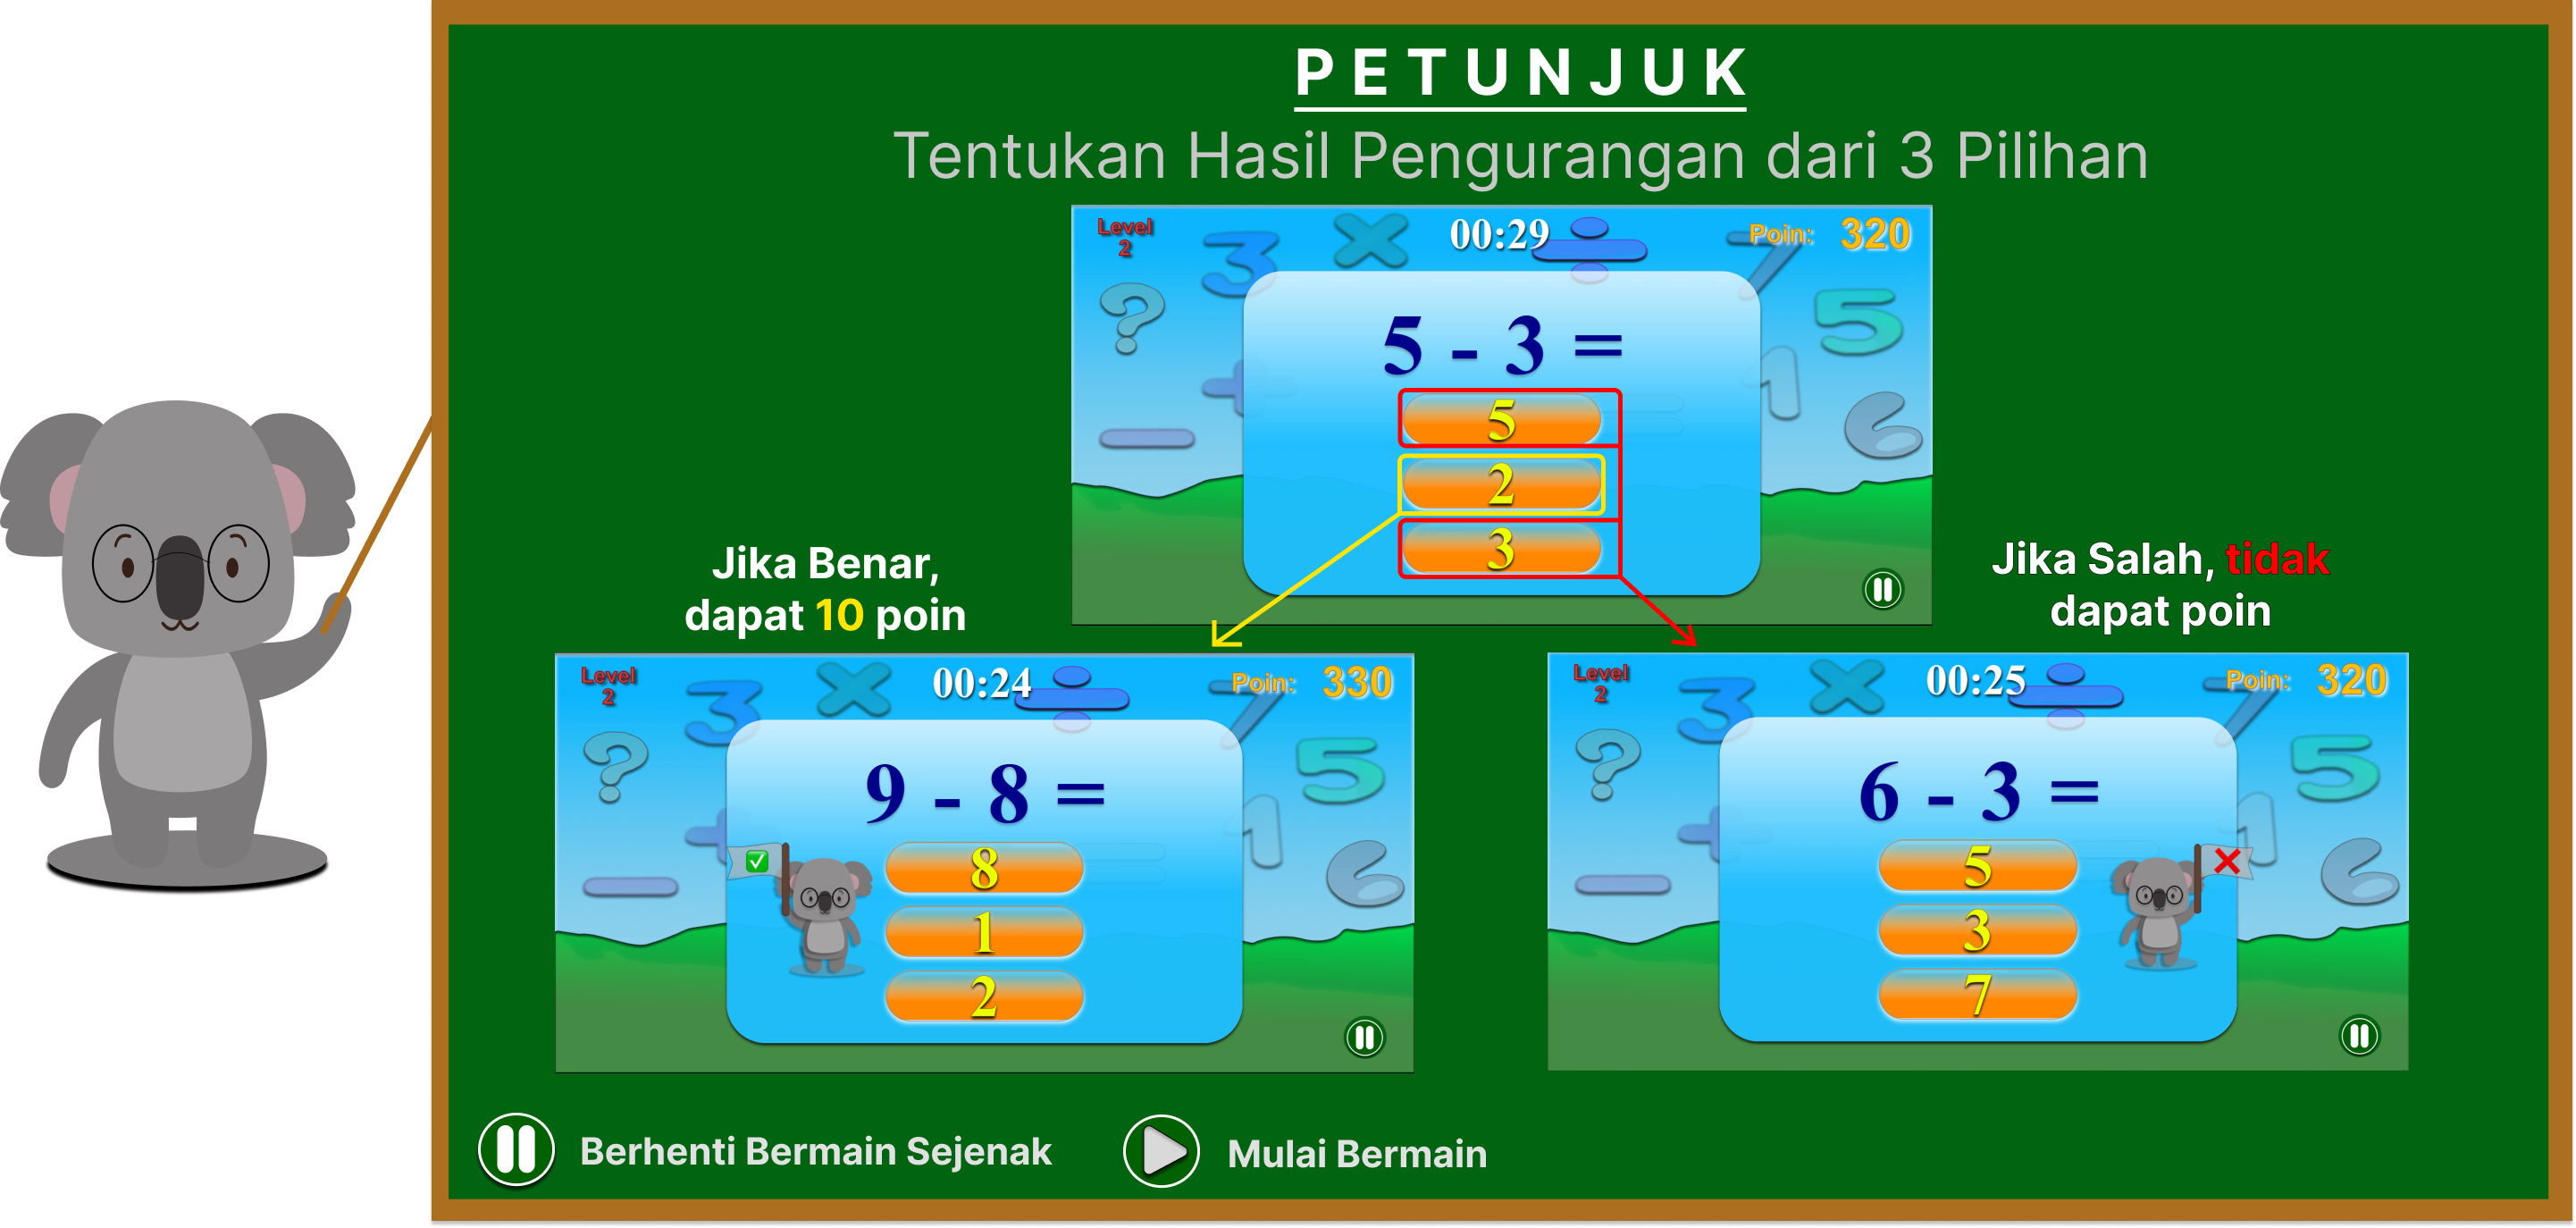 PETUNJUK
Tentukan Hasil Pengurangan dari 3 Pilihan
Level
2
00:29
Poin: 320
5 - 3 =
5
2
3
Jika Benar,
dapat 10 poin
Jika Salah, tidak
dapat poin
Level
2
00:24
Poin: 330
9 - 8 =
8
1
2
Level
2
00:25
Poin: 320
6 - 3 =
5
3
7
Berhenti Bermain Sejenak
Mulai Bermain